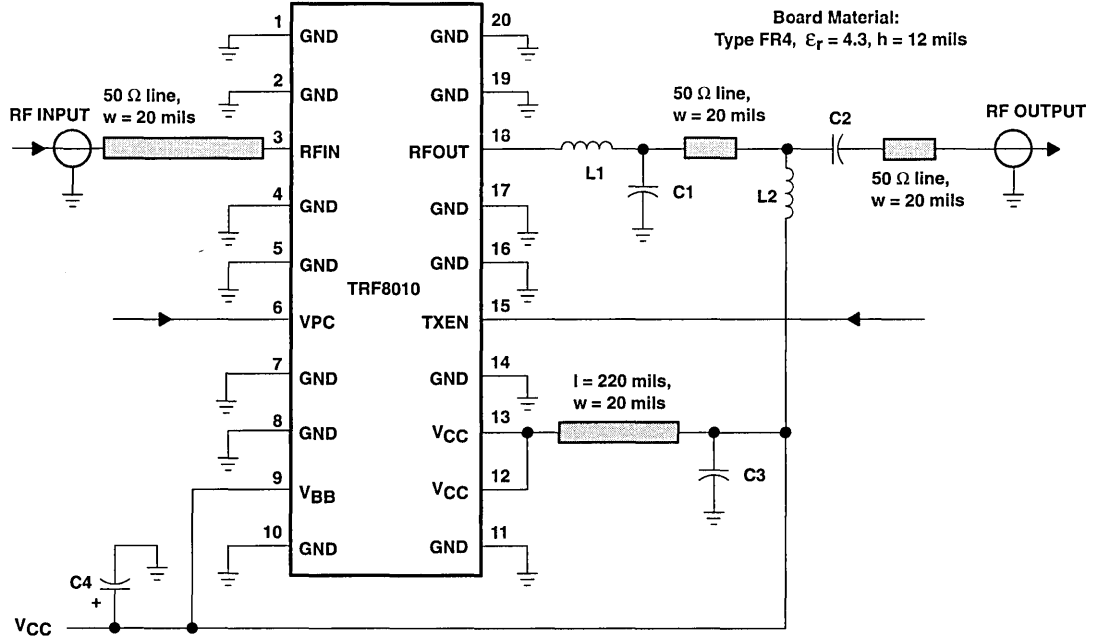 Board Material:
Type FR4, εr = 4.3, h = 12 mils
1
GND
GND
20
2
GND
GND
19
RF INPUT
50 Ω line,
w = 20 mils
3
RFIN
RFOUT
18
L1
C1
50 Ω line,
w = 20 mils
L2
C2
50 Ω line,
w = 20 mils
RF OUTPUT
4
GND
GND
17
5
GND
GND
16
TRF8010
6
VPC
TXEN
15
7
GND
GND
14
l = 220 mils,
w = 20 mils
8
GND
VCC
13
C3
9
VBB
VCC
12
10
GND
GND
11
C4
+
VCC